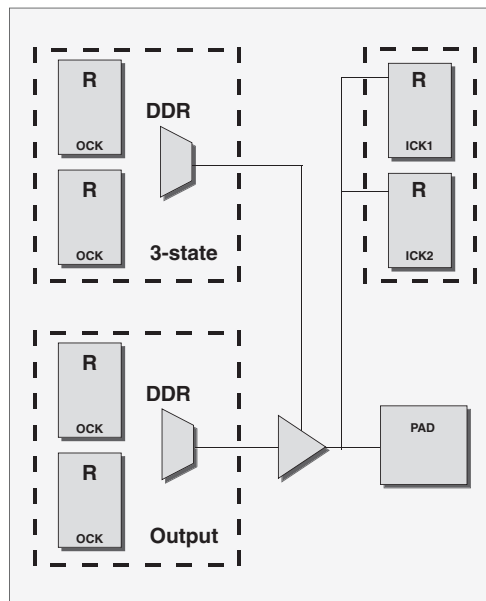 R
OCK
DDR
R
OCK
3-state
R
ICK1
R
ICK2
R
OCK
DDR
R
OCK
Output
PAD